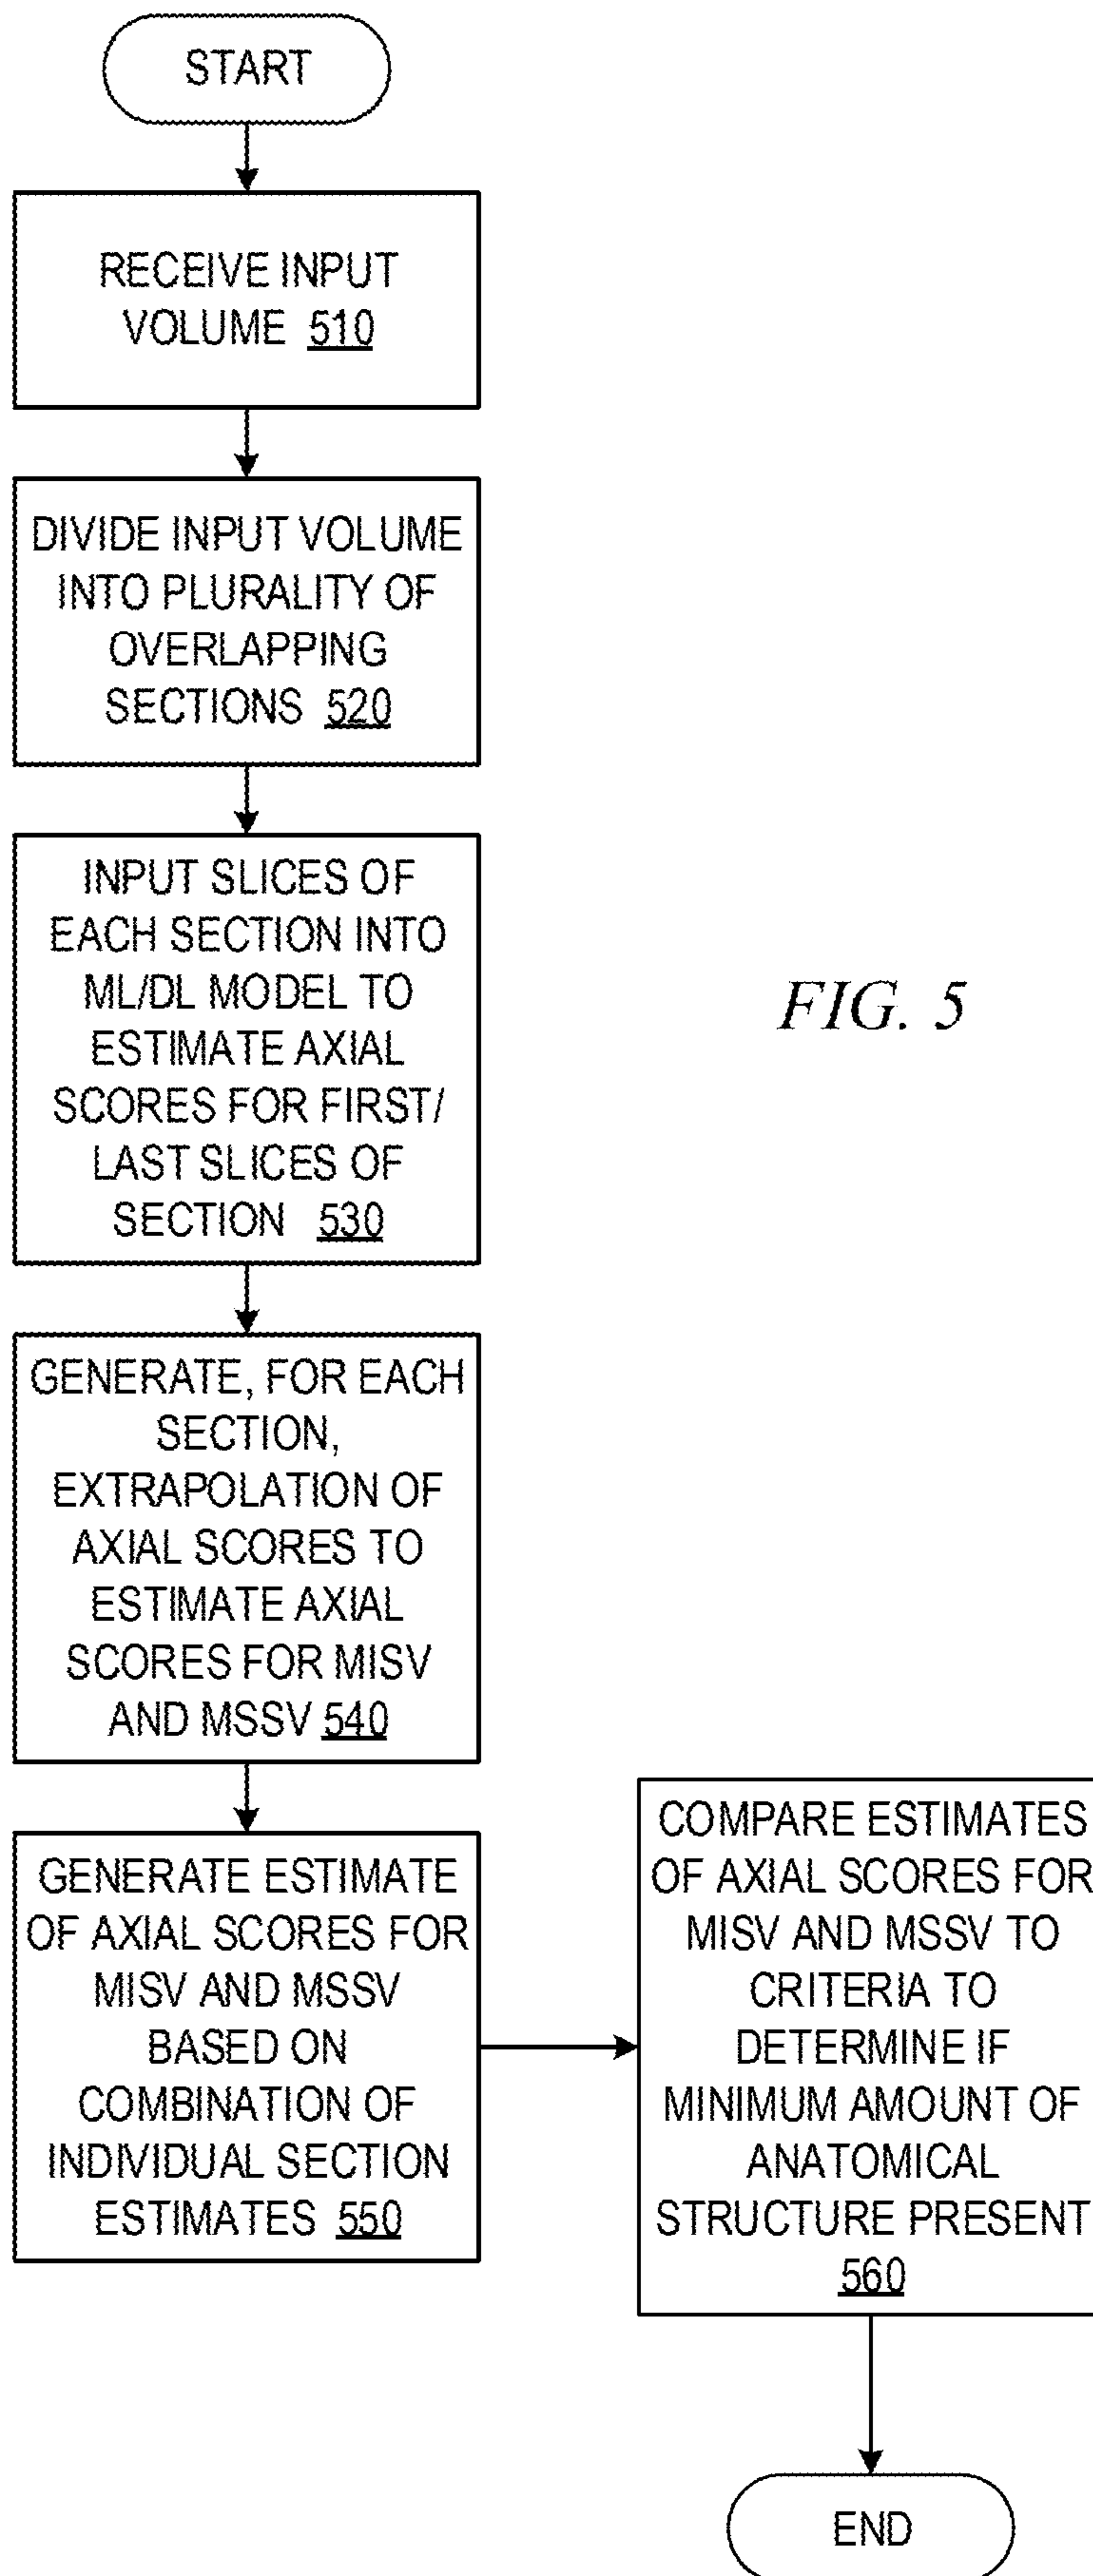 START
RECEIVE INPUT
VOLUME 510
DIVIDE INPUT VOLUME
INTO PLURALITY OF
OVERLAPPING
SECTIONS 520
INPUT SLICES OF
EACH SECTION INTO
ML/DL MODEL TO
ESTIMATE AXIAL
SCORES FOR FIRST/
LAST SLICES OF
SECTION 530
FIG. 5
GENERATE, FOR EACH
SECTION,
EXTRAPOLATION OF
AXIAL SCORES TO
ESTIMATE AXIAL
SCORES FOR MISV
AND MSSV 540
GENERATE ESTIMATE
OF AXIAL SCORES FOR
MISV AND MSSV
BASED ON
COMBINATION OF
INDIVIDUAL SECTION
ESTIMATES 550
COMPARE ESTIMATES
OF AXIAL SCORES FOR
MISV AND MSSV TO
CRITERIA TO
DETERMINE IF
MINIMUM AMOUNT OF
ANATOMICAL
STRUCTURE PRESENT
560
END